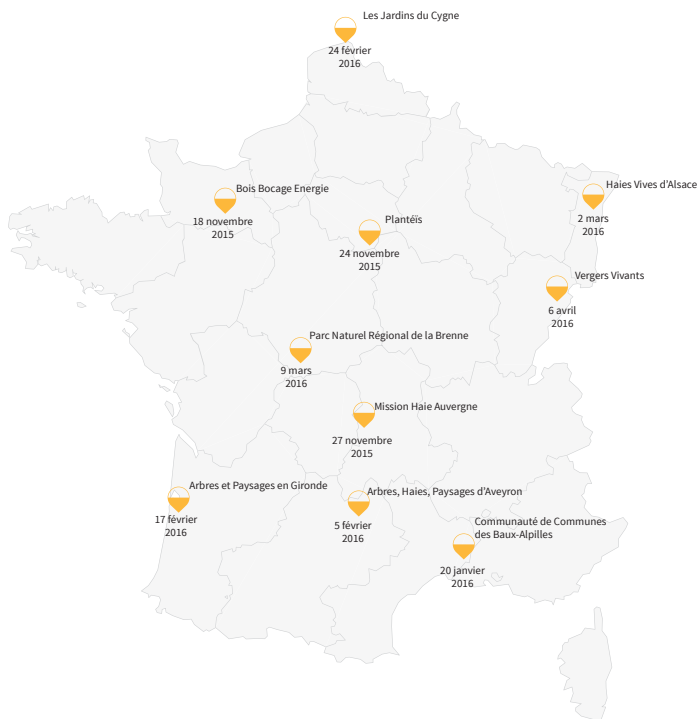 Les Jardins du Cygne
24 février
2016
Bois Bocage Energie
18 novembre
2015
Haies Vives d'Alsace
2 mars
2016
Plantéïs
24 novembre
2015
Vergers Vivants
6 avril
2016
Parc Naturel Régional de la Brenne
9 mars
2016
Mission Haie Auvergne
27 novembre
2015
Arbres et Paysages en Gironde
17 février
2016
Arbres, Haies, Paysages d'Aveyron
5 février
2016
Communauté de Communes
des Baux-Alpilles
20 janvier
2016